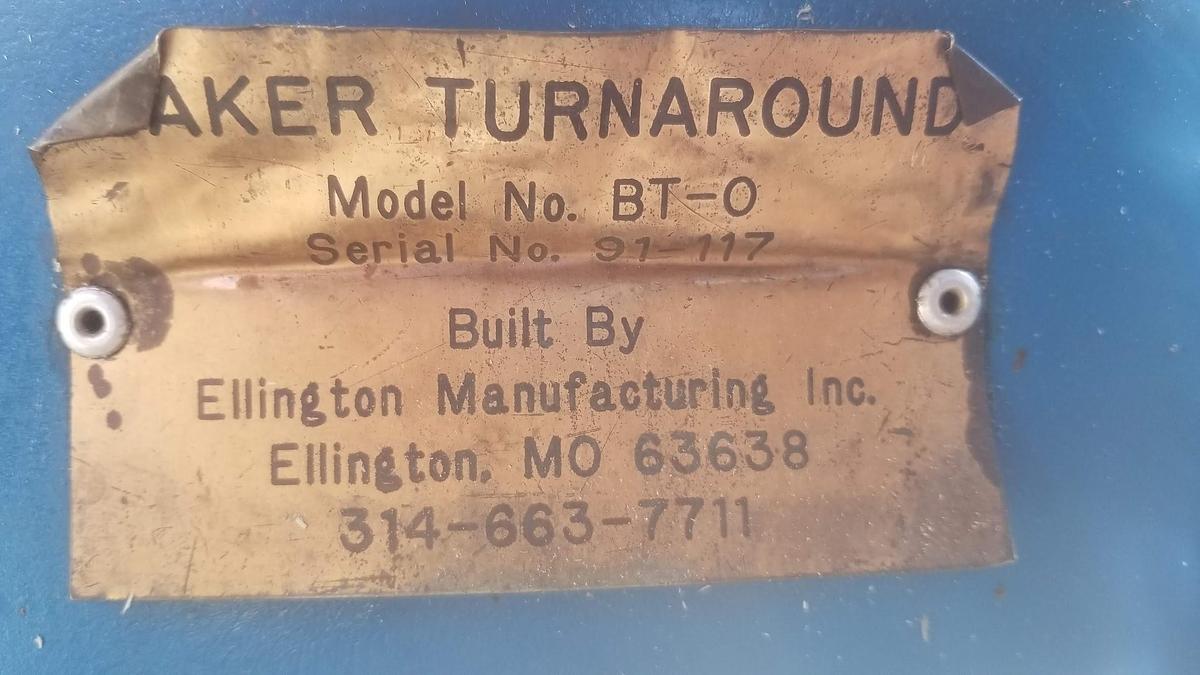 AKER TURNAROUND
Model No. BT-O
Serial No. 91-117
Built By
Ellington Manufacturing Inc.
Ellington, MO 63638
314-663-7711